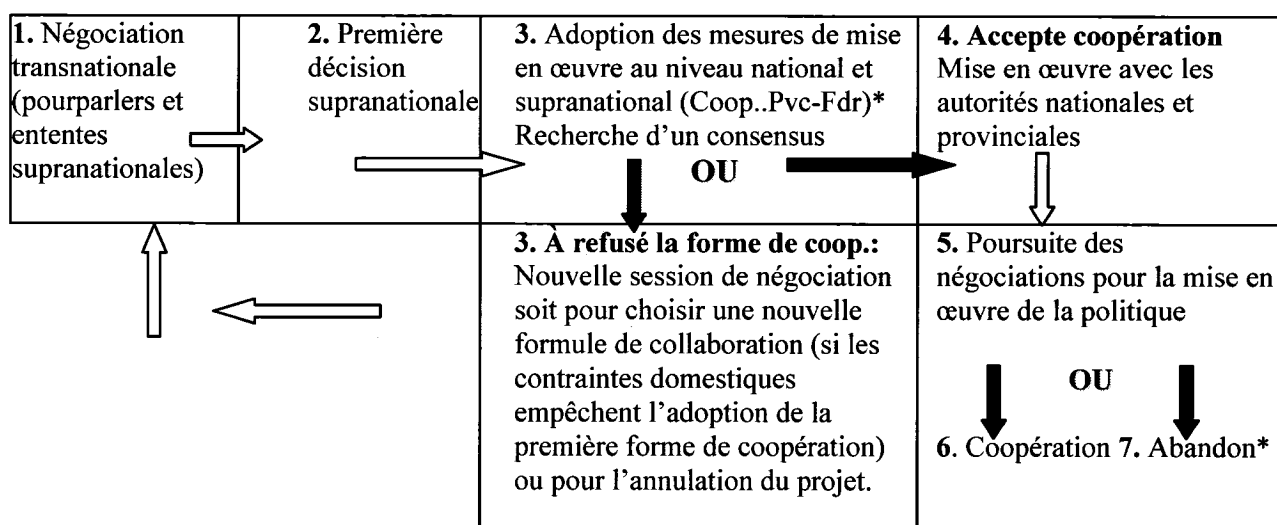 1. Négociation
transnationale
(pourparlers et
ententes
supranationales)
2. Première
décision
supranationale
3. Adoption des mesures de mise
en œuvre au niveau national et
supranational (Coop..Pvc-Fdr)*
Recherche d'un consensus
OU
4. Accepte coopération
Mise en œuvre avec les
autorités nationales et
provinciales
3. À refusé la forme de coop.:
Nouvelle session de négociation
soit pour choisir une nouvelle
formule de collaboration (si les
contraintes domestiques
empêchent l'adoption de la
première forme de coopération)
ou pour l'annulation du projet.
5. Poursuite des
négociations pour la mise en
œuvre de la politique
OU
6. Coopération 7. Abandon*